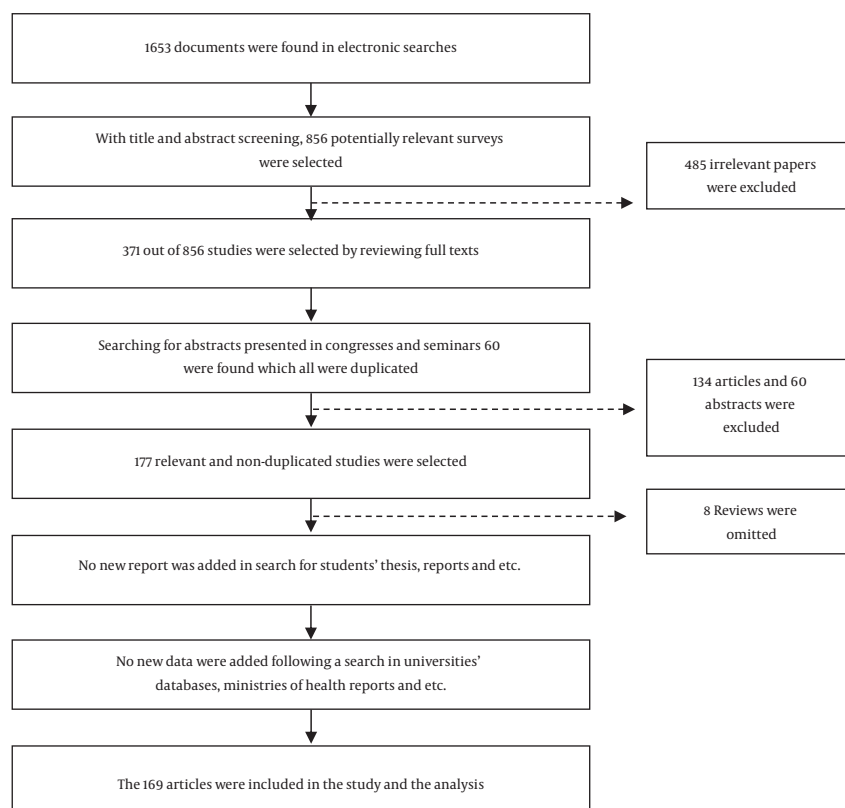 1653 documents were found in electronic searches
With title and abstract screening, 856 potentially relevant surveys
were selected
485 irrelevant papers
were excluded
371 out of 856 studies were selected by reviewing full texts
Searching for abstracts presented in congresses and seminars 60
were found which all were duplicated
134 articles and 60
abstracts were
excluded
177 relevant and non-duplicated studies were selected
8 Reviews were
omitted
No new report was added in search for students’ thesis, reports and etc.
No new data were added following a search in universities’
databases, ministries of health reports and etc.
The 169 articles were included in the study and the analysis